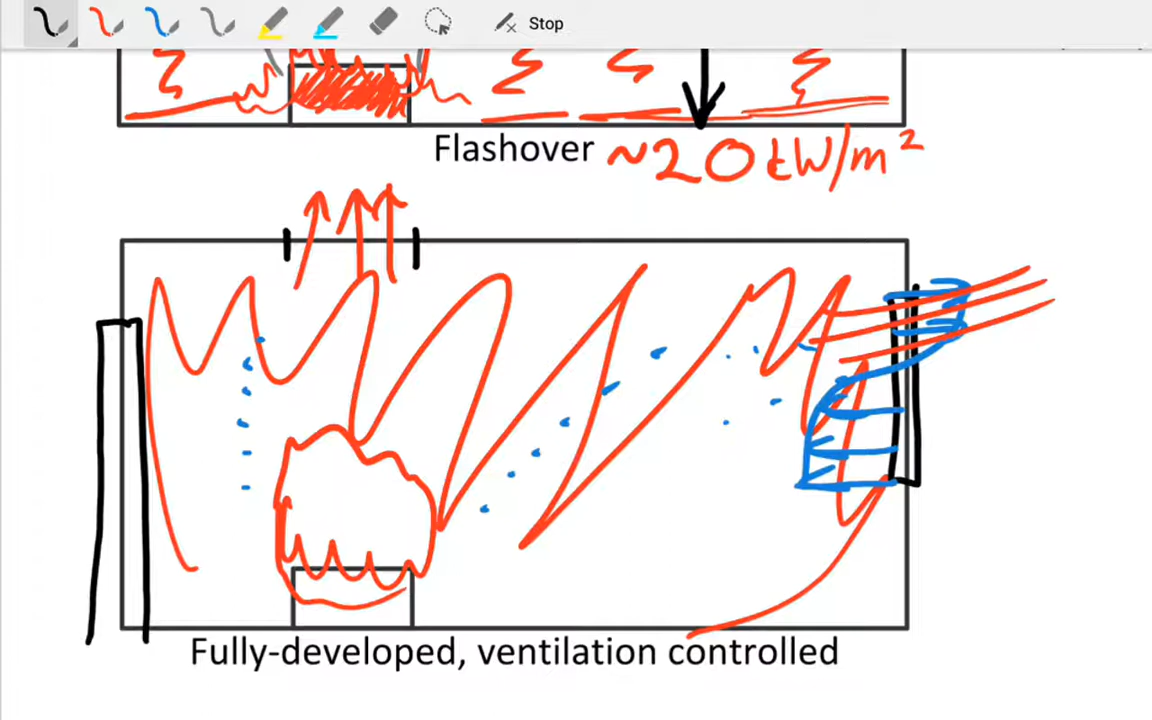 Stop
Flashover ~20 kW/m²
Fully-developed, ventilation controlled